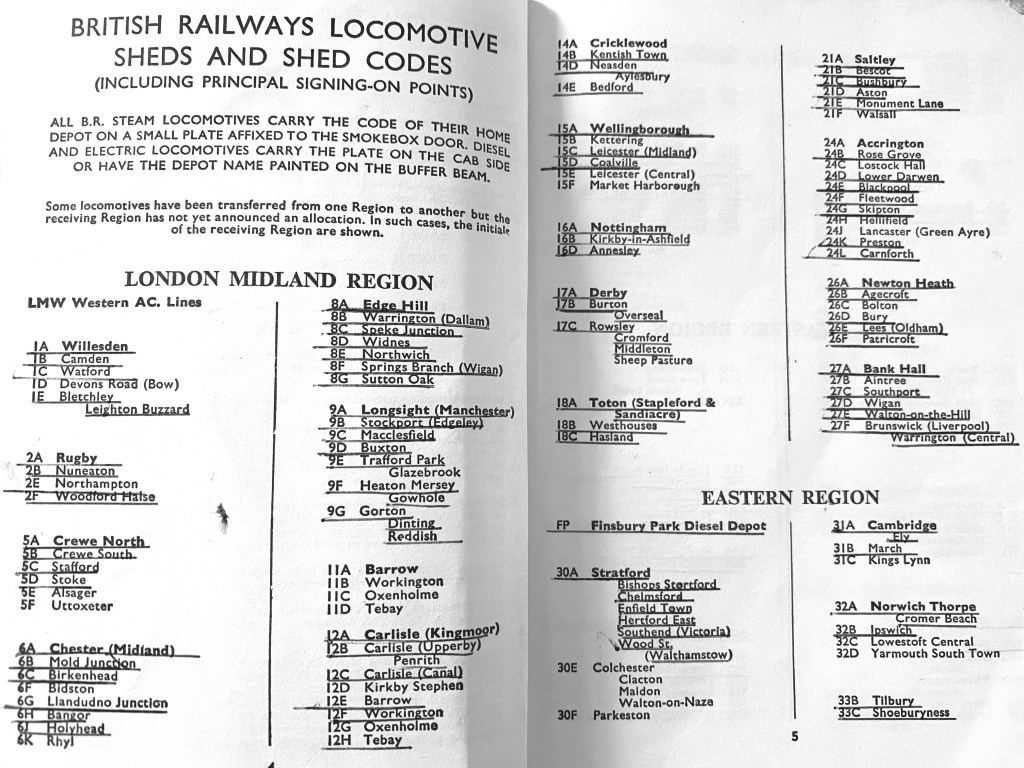 BRITISH RAILWAYS LOCOMOTIVE
SHEDS AND SHED CODES
(INCLUDING PRINCIPAL SIGNING-ON POINTS)
ALL B.R. STEAM LOCOMOTIVES CARRY THE CODE OF THEIR HOME
DEPOT ON A SMALL PLATE AFFIXED TO THE SMOKEBOX DOOR. DIESEL
AND ELECTRIC LOCOMOTIVES CARRY THE PLATE ON THE CAB SIDE
OR HAVE THE DEPOT NAME PAINTED ON THE BUFFER BEAM.
Some locomotives have been transferred from one Region to another but the
receiving Region has not yet announced an allocation. In such cases, the initials
of the receiving Region are shown.
LONDON MIDLAND REGION
LMW Western AC. Lines
1A Willesden
1B Camden
1C Watford
1D Devons Road (Bow)
1E Bletchley
Leighton Buzzard
2A Rugby
2B Nuneaton
2E Northampton
2F Woodford Halse
5A Crewe North
5B Crewe South
5C Stafford
5D Stoke
5E Alsager
5F Uttoxeter
6A Chester (Midland)
6B Mold Junction
6C Birkenhead
6F Bidston
6G Llandudno Junction
6H Bangor
6J Holyhead
6K Rhyl
8A Edge Hill
8B Warrington (Dallam)
8C Speke Junction
8D Widnes
8E Northwich
8F Springs Branch (Wigan)
8G Sutton Oak
9A Longsight (Manchester)
9B Stockport (Edgeley)
9C Macclesfield
9D Buxton
9E Trafford Park
Glazebrook
9F Heaton Mersey
Gowhole
9G Gorton
Dinting
Reddish
11A Barrow
11B Workington
11C Oxenholme
11D Tebay
12A Carlisle (Kingmoor)
12B Carlisle (Upperby)
Penrith
12C Carlisle (Canal)
12D Kirkby Stephen
12E Barrow
12F Workington
12G Oxenholme
12H Tebay
14A Cricklewood
14B Kentish Town
14D Neasden
Aylesbury
14E Bedford
15A Wellingborough
15B Kettering
15C Leicester (Midland)
15D Coalville
15E Leicester (Central)
15F Market Harborough
16A Nottingham
16B Kirkby-in-Ashfield
16D Annesley
17A Derby
17B Burton
Overseal
17C Rowsley
Cromford
Middleton
Sheep Pasture
18A Toton (Stapleford &
Sandiacre)
18B Westhouses
18C Hasland
21A Saltley
21B Bescot
21C Bushbury
21D Aston
21E Monument Lane
21F Walsall
24A Accrington
24B Rose Grove
24C Lostock Hall
24D Lower Darwen
24E Blackpool
24F Fleetwood
24G Skipton
24H Hellifield
24J Lancaster (Green Ayre)
24K Preston
24L Carnforth
26A Newton Heath
26B Agecroft
26C Bolton
26D Bury
26E Lees (Oldham)
26F Patricroft
27A Bank Hall
27B Aintree
27C Southport
27D Wigan
27E Walton-on-the-Hill
27F Brunswick (Liverpool)
Warrington (Central)
EASTERN REGION
FP Finsbury Park Diesel Depot
30A Stratford
Bishops Stortford
Chelmsford
Enfield Town
Hertford East
Southend (Victoria)
Wood St.
(Walthamstow)
30E Colchester
Clacton
Maldon
Walton-on-Naze
30F Parkeston
31A Cambridge
Ely
31B March
31C Kings Lynn
32A Norwich Thorpe
Cromer Beach
32B Ipswich
32C Lowestoft Central
32D Yarmouth South Town
33B Tilbury
33C Shoeburyness
5